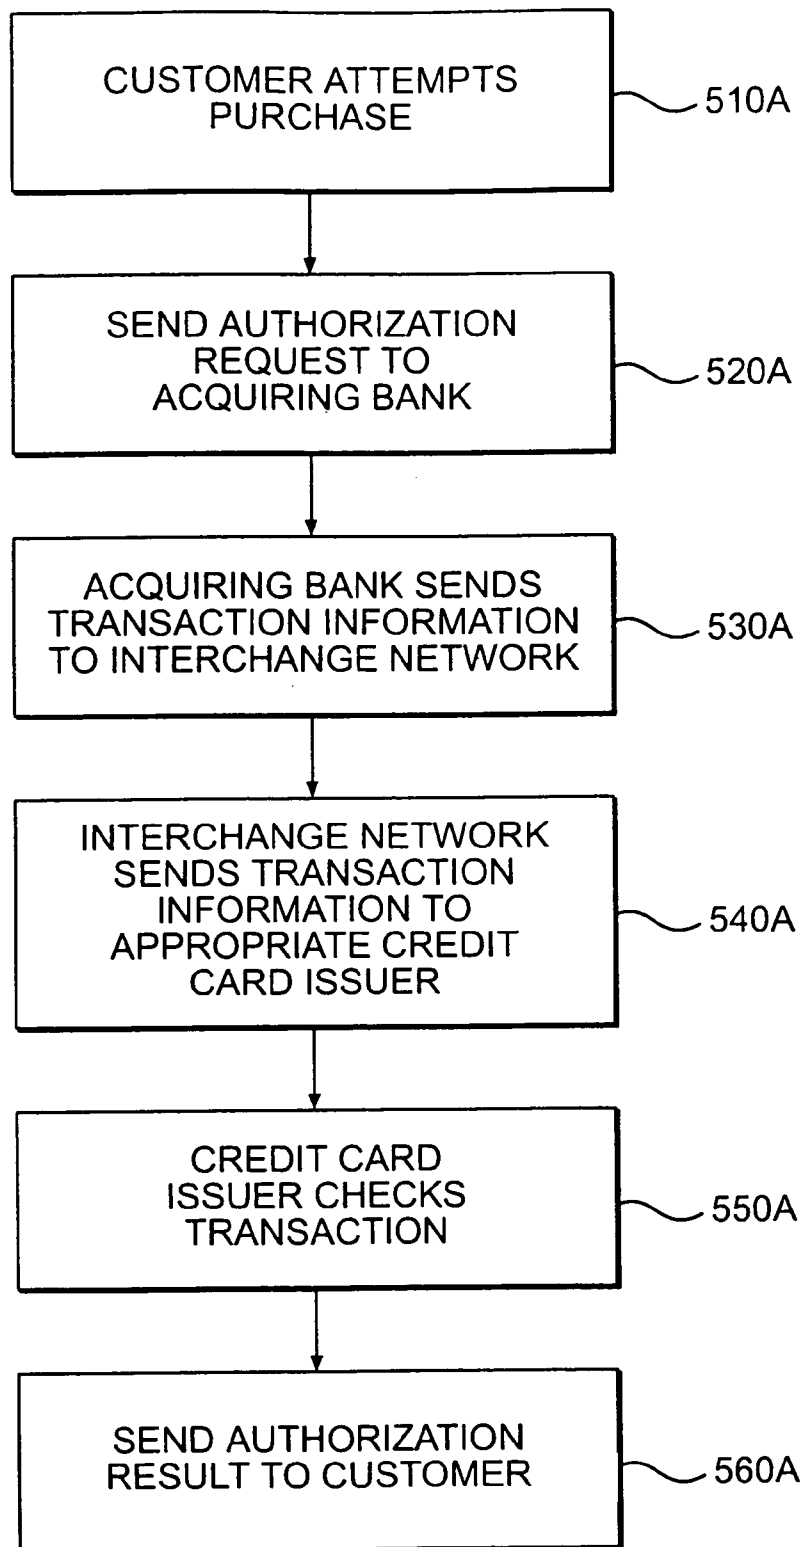 CUSTOMER ATTEMPTS
PURCHASE
510A
SEND AUTHORIZATION
REQUEST TO
ACQUIRING BANK
520A
ACQUIRING BANK SENDS
TRANSACTION INFORMATION
TO INTERCHANGE NETWORK
530A
INTERCHANGE NETWORK
SENDS TRANSACTION
INFORMATION TO
APPROPRIATE CREDIT
CARD ISSUER
540A
CREDIT CARD
ISSUER CHECKS
TRANSACTION
550A
SEND AUTHORIZATION
RESULT TO CUSTOMER
560A